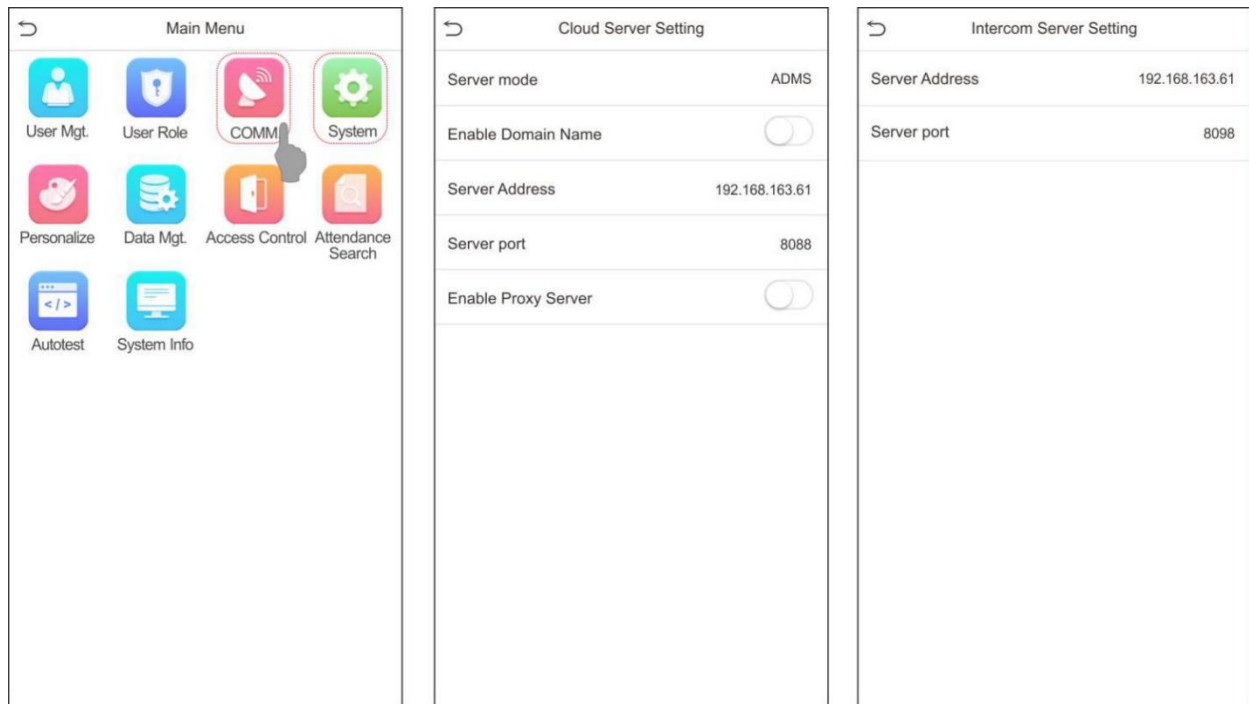 Main Menu
User Mgt.
User Role
COMM
System
Personalize
Data Mgt.
Access Control
Attendance
Search
Autotest
System Info
Cloud Server Setting
Server mode ADMS
Enable Domain Name
Server Address 192.168.163.61
Server port 8088
Enable Proxy Server
Intercom Server Setting
Server Address 192.168.163.61
Server port 8098